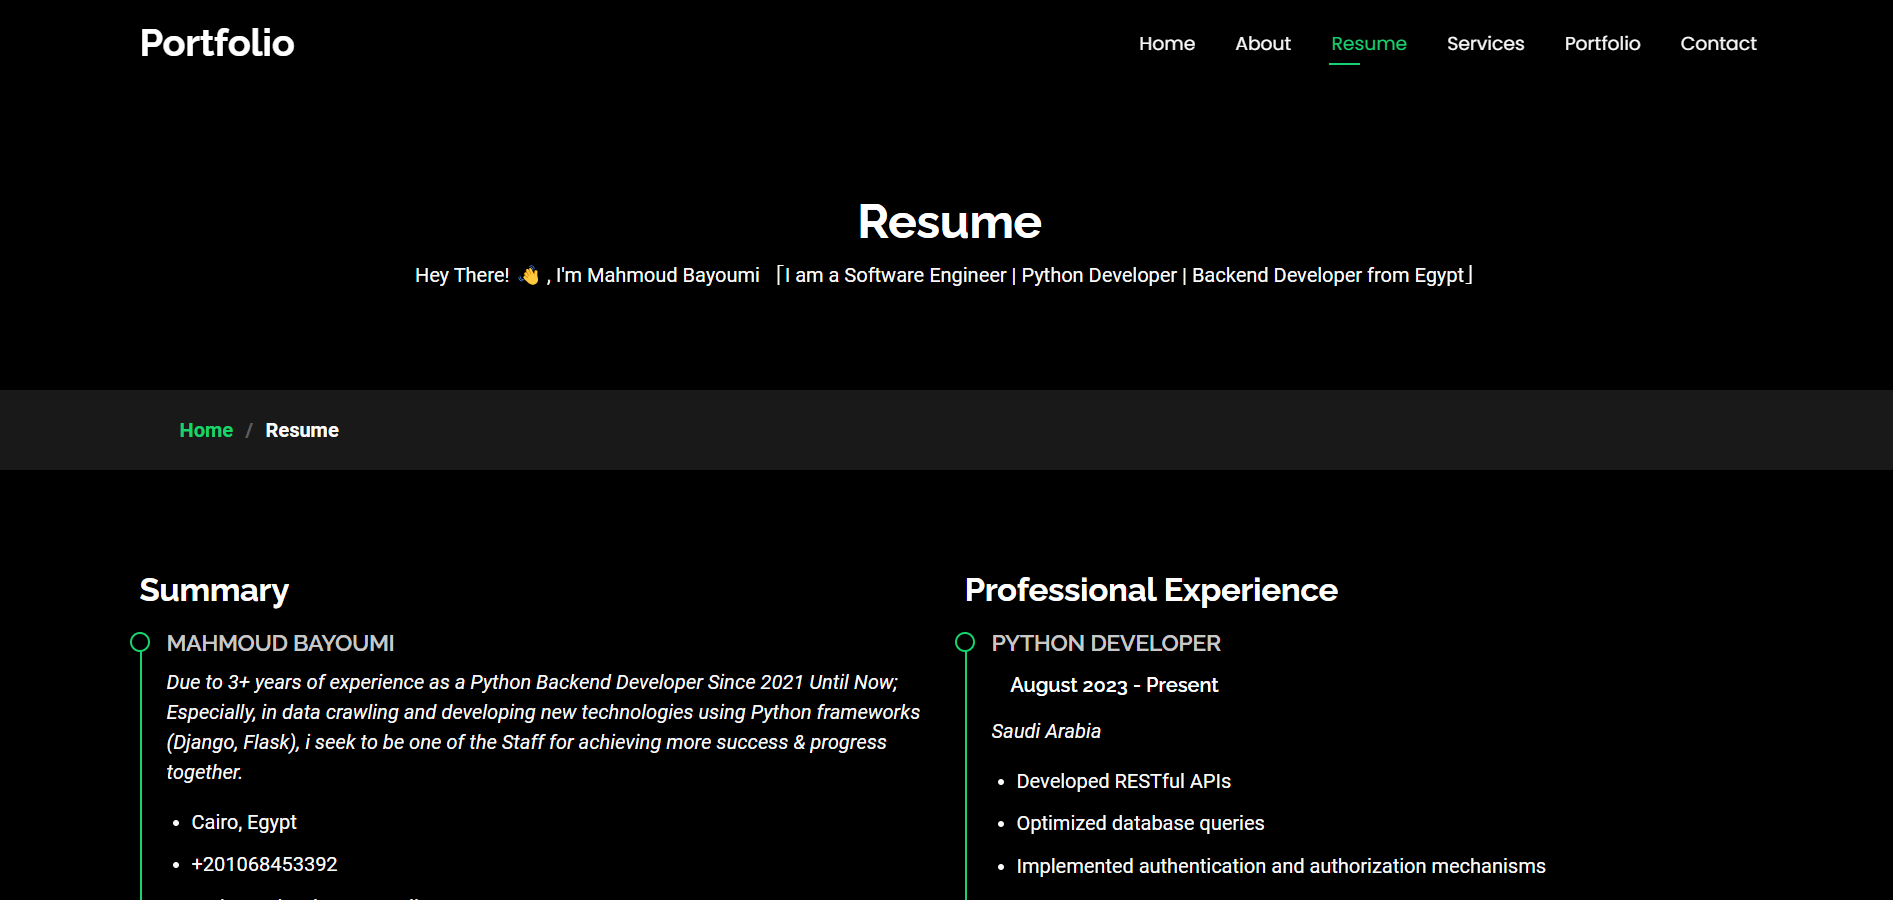 Portfolio
Home About Resume Services Portfolio Contact
Resume
Hey There! 👋 , I'm Mahmoud Bayoumi ⌈I am a Software Engineer | Python Developer | Backend Developer from Egypt⌋
Home / Resume
Summary
MAHMOUD BAYOUMI
Due to 3+ years of experience as a Python Backend Developer Since 2021 Until Now;
Especially, in data crawling and developing new technologies using Python frameworks
(Django, Flask), i seek to be one of the Staff for achieving more success & progress
together.
• Cairo, Egypt
• +201068453392
Professional Experience
PYTHON DEVELOPER
August 2023 - Present
Saudi Arabia
• Developed RESTful APIs
• Optimized database queries
• Implemented authentication and authorization mechanisms